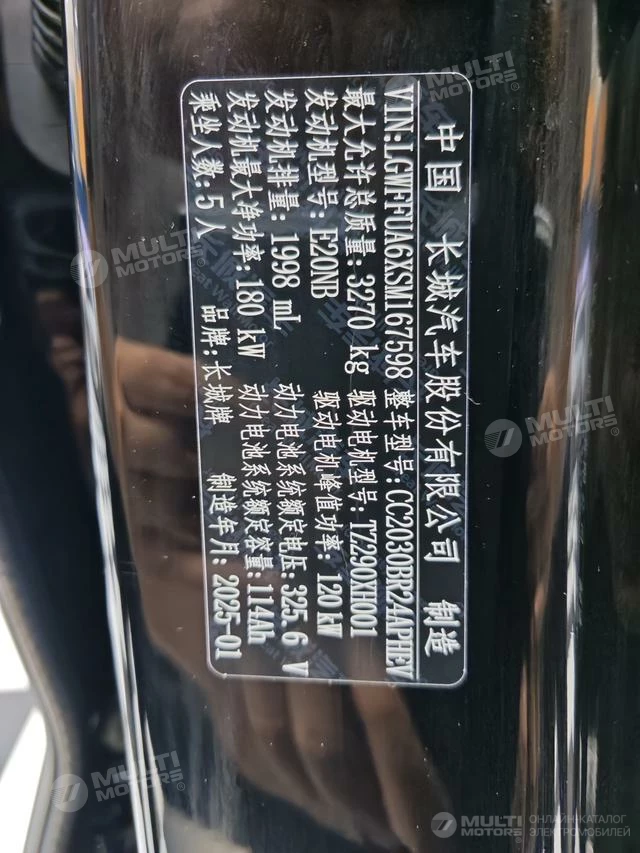 中国 长城汽车股份有限公司 制造
VIN:LGWFFUA6XSM167598 整车型号:CC2030BR24APHEV
最大允许总质量:3270 kg 驱动电机型号:TZ290XH001
发动机型号:E20NB 驱动电机峰值功率:120 kW
发动机排量:1998 mL 动力电池系统额定电压:325.6 V
发动机最大净功率:180 kW 动力电池系统额定容量:114Ah
乘坐人数:5人 品牌:长城牌 制造年月:2025-01
MULTI MOTORS®
MULTI MOTORS®
MULTI MOTORS®
MULTI MOTORS®
MULTI MOTORS® ОНЛАЙН-КАТАЛОГ ЭЛЕКТРОМОБИЛЕЙ